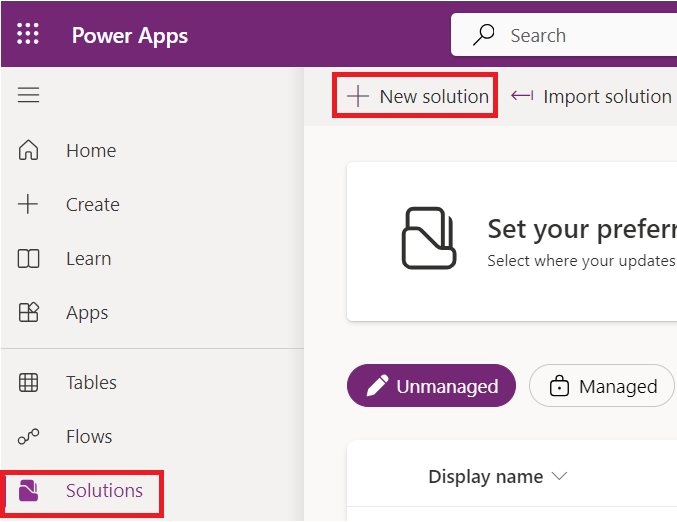 Power Apps
Search
New solution
Import solution
Home
Create
Learn
Apps
Tables
Flows
Solutions
Set your
Select where your updates
Unmanaged
Managed
Display name